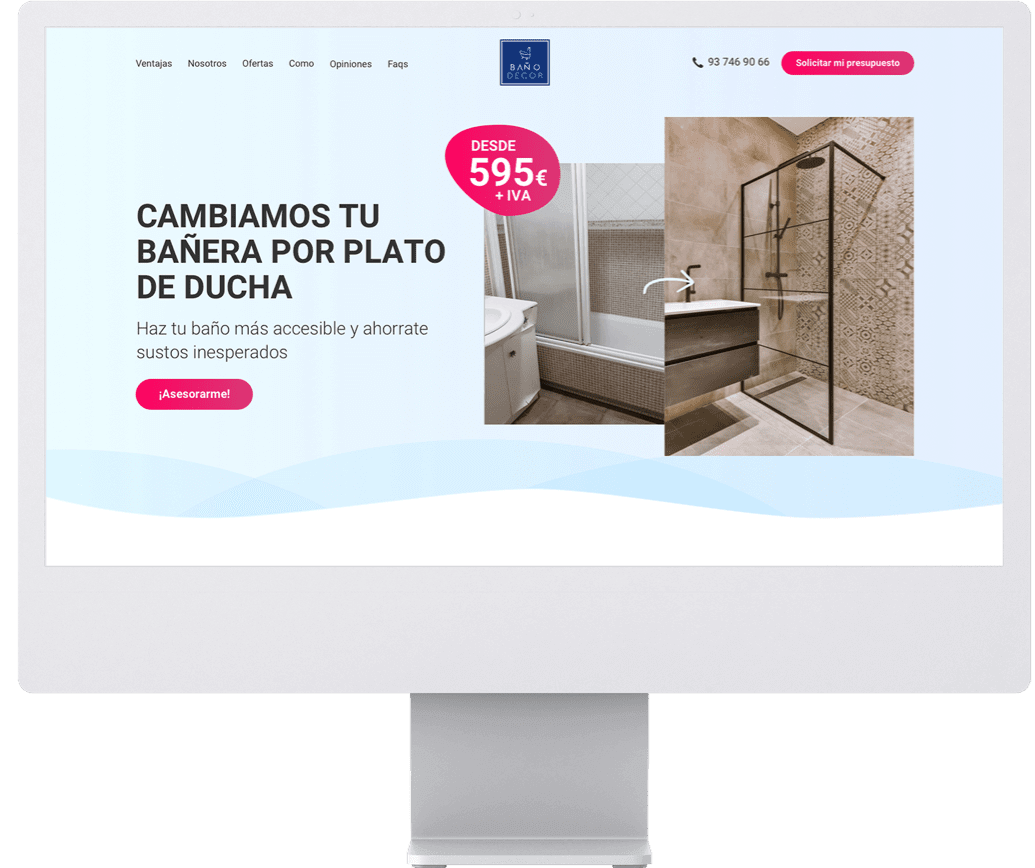 Ventajas Nosotros Ofertas Como Opiniones Faqs
BAÑO
DECOR
93 746 90 66
Solicitar mi presupuesto
DESDE
595€
+ IVA
CAMBIAMOS TU
BAÑERA POR PLATO
DE DUCHA
Haz tu baño más accesible y ahorrate
sustos inesperados
¡Asesorarme!